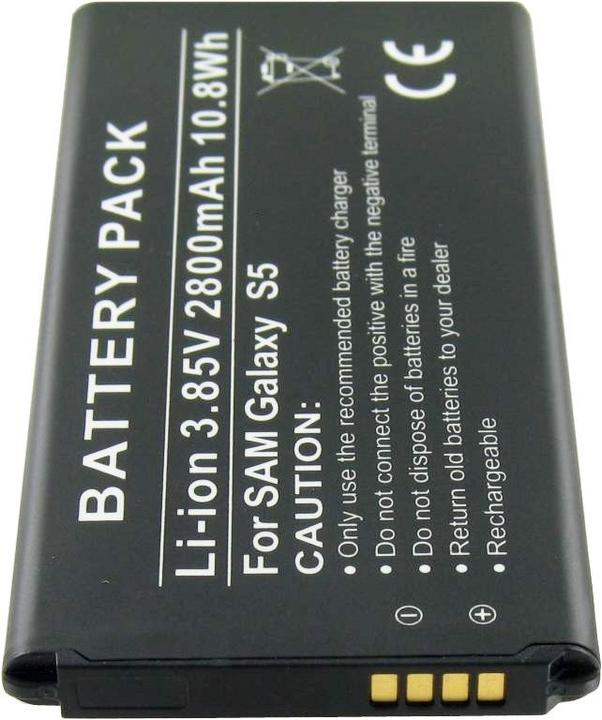 BATTERY PACK
Li-ion 3.85V 2800mAh 10.8Wh
For SAM Galaxy S5
CAUTION:
• Only use the recommended battery charger
• Do not connect the positive with the negative terminal
• Do not dispose of batteries in a fire
• Return old batteries to your dealer
• Rechargeable
CE
⊖ ⊕